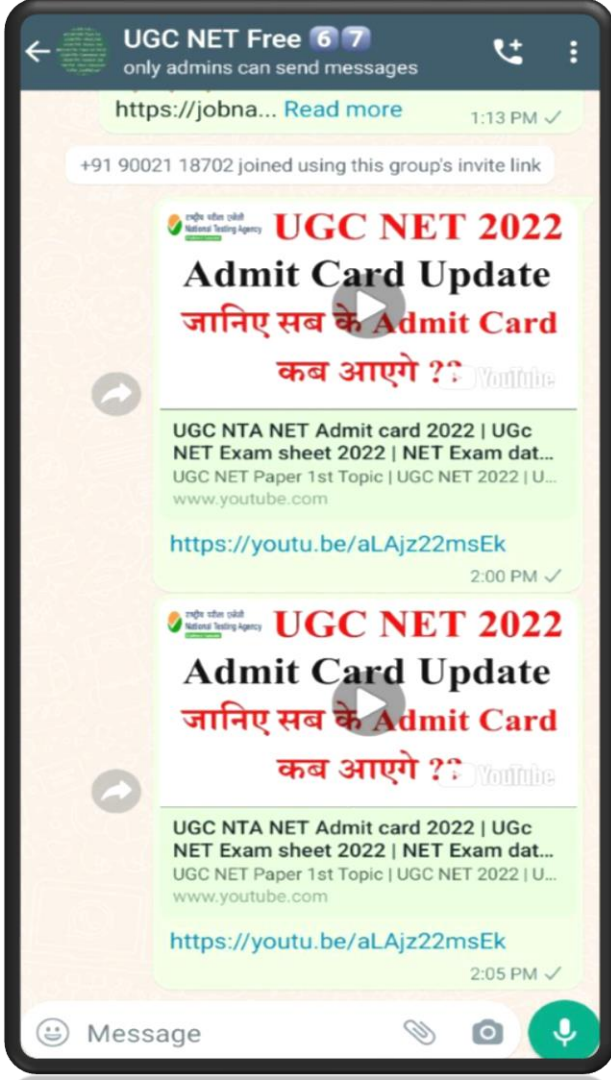 UGC NET Free 6 7
only admins can send messages
https://jobna... Read more
1:13 PM
+91 90021 18702 joined using this group's invite link
राष्ट्रीय परीक्षा एजेंसी
National Testing Agency
UGC NET 2022
Admit Card Update
जानिए सब के Admit Card
कब आएगे ??
YouTube
UGC NTA NET Admit card 2022 | UGc
NET Exam sheet 2022 | NET Exam dat...
UGC NET Paper 1st Topic | UGC NET 2022 | U...
www.youtube.com
https://youtu.be/aLAjz22msEk
2:00 PM
राष्ट्रीय परीक्षा एजेंसी
National Testing Agency
UGC NET 2022
Admit Card Update
जानिए सब के Admit Card
कब आएगे ??
YouTube
UGC NTA NET Admit card 2022 | UGc
NET Exam sheet 2022 | NET Exam dat...
UGC NET Paper 1st Topic | UGC NET 2022 | U...
www.youtube.com
https://youtu.be/aLAjz22msEk
2:05 PM
Message